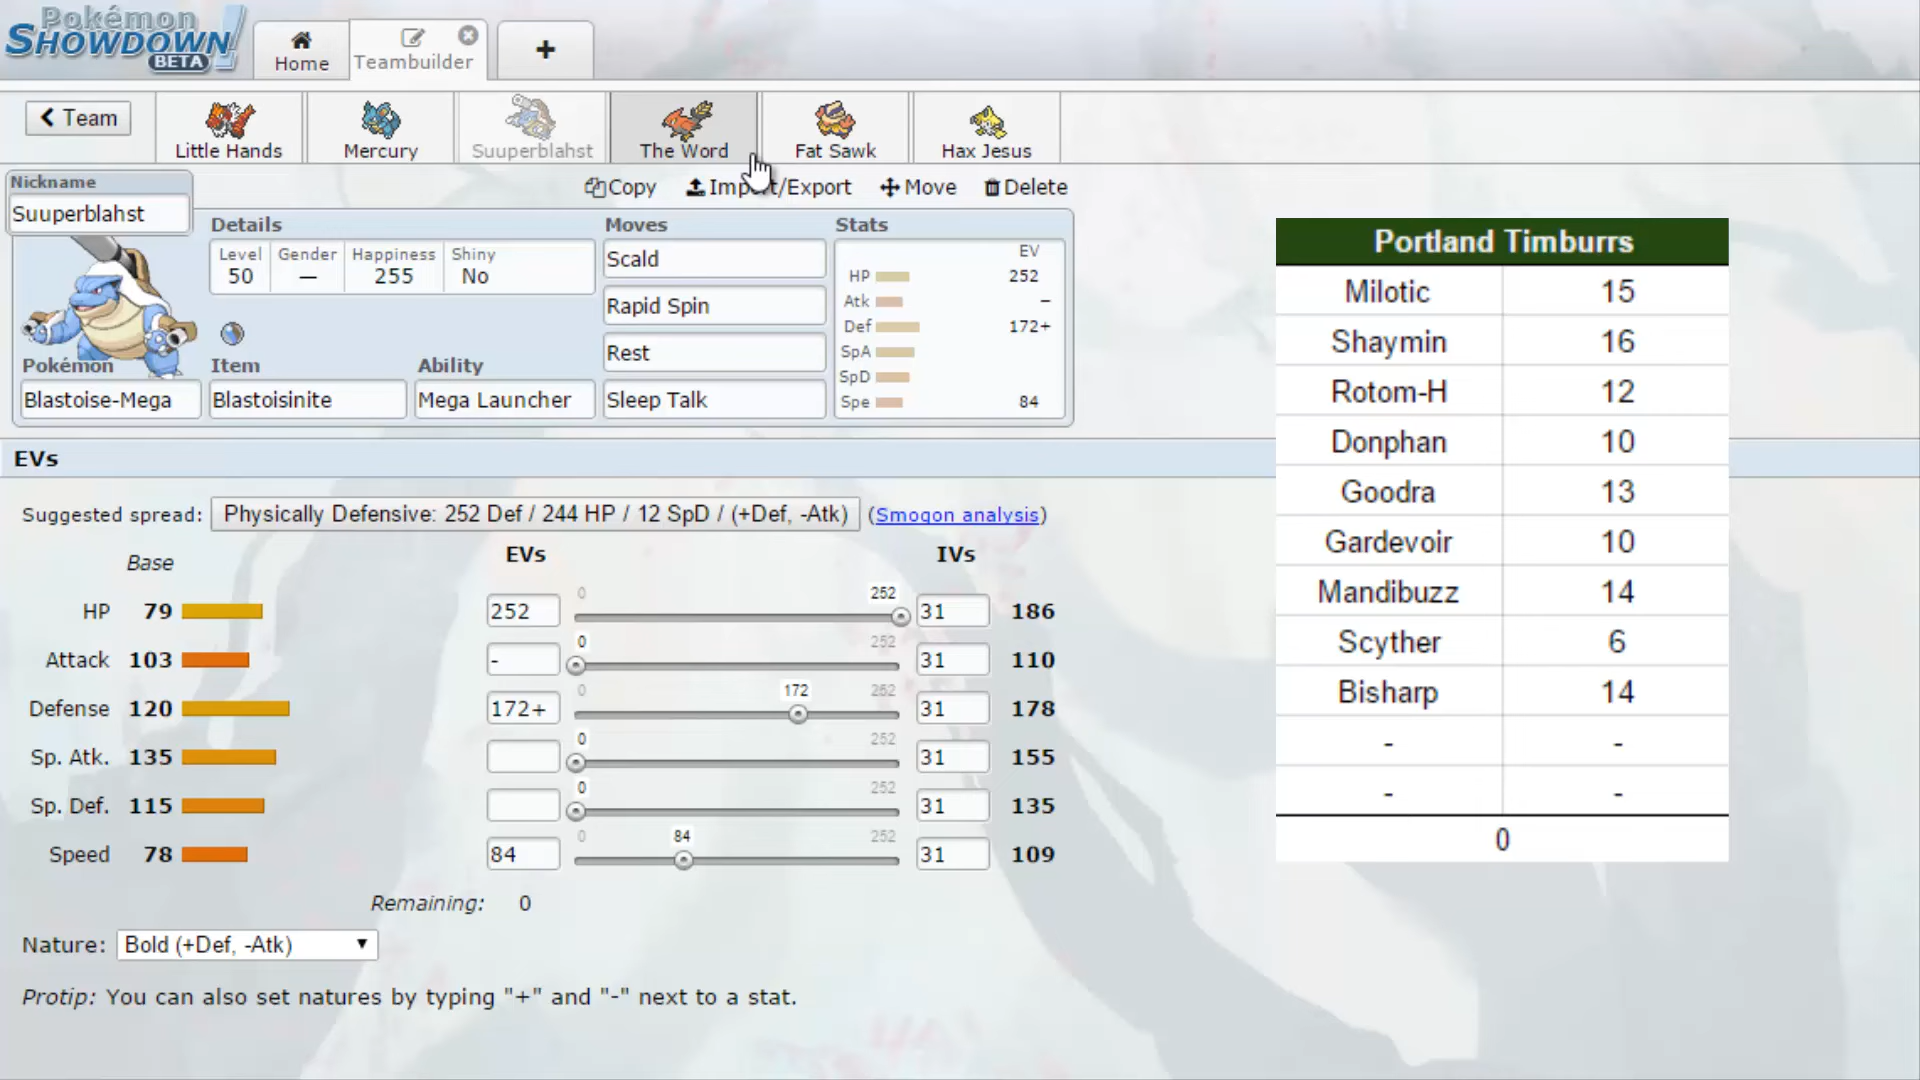 Pokémon
SHOWDOWN!
BETA
Home
Teambuilder
+
Team
Little Hands
Mercury
Suuperblahst
The Word
Fat Sawk
Hax Jesus
Nickname
Suuperblahst
Copy
Import/Export
Move
Delete
Details
Moves
Stats
Level
Gender
Happiness
Shiny
50
—
255
No
Scald
Rapid Spin
Rest
Sleep Talk
EV
HP 252
Atk –
Def 172+
SpA
SpD
Spe 84
Pokémon
Item
Ability
Blastoise-Mega
Blastoisinite
Mega Launcher
EVs
Suggested spread: Physically Defensive: 252 Def / 244 HP / 12 SpD / (+Def, -Atk) (Smogon analysis)
Base EVs IVs
HP 79 252 0 252 31 186
Attack 103 - 0 252 31 110
Defense 120 172+ 0 172 252 31 178
Sp. Atk. 135 0 252 31 155
Sp. Def. 115 0 252 31 135
Speed 78 84 0 84 252 31 109
Remaining: 0
Nature: Bold (+Def, -Atk)
Protip: You can also set natures by typing "+" and "-" next to a stat.
Portland Timburrs
Milotic 15
Shaymin 16
Rotom-H 12
Donphan 10
Goodra 13
Gardevoir 10
Mandibuzz 14
Scyther 6
Bisharp 14
- -
- -
0